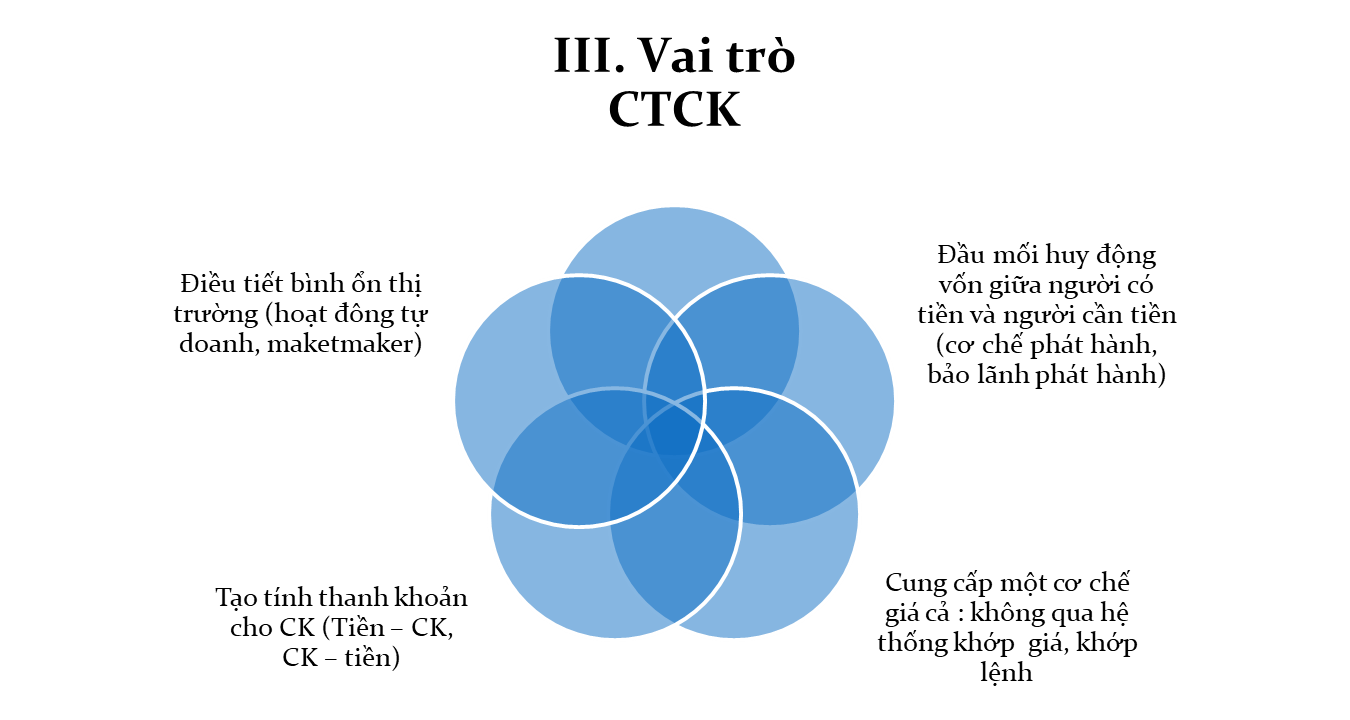 III. Vai trò
CTCK
Đầu mối huy động
vốn giữa người có
tiền và người cần tiền
(cơ chế phát hành,
bảo lãnh phát hành)
Cung cấp một cơ chế
giá cả : không qua hệ
thống khớp giá, khớp
lệnh
Tạo tính thanh khoản
cho CK (Tiền – CK,
CK – tiền)
Điều tiết bình ổn thị
trường (hoạt đông tự
doanh, maketmaker)